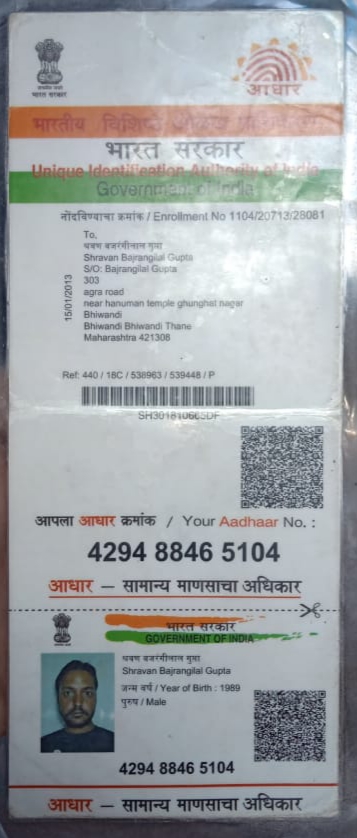 भारत सरकार
आधार
भारतीय विशिष्ट ओळख प्राधिकरण
भारत सरकार
Unique Identification Authority of India
Government of India
नोंदविण्याचा क्रमांक / Enrollment No 1104/20713/28081
To,
श्रवण बजरंगीलाल गुप्ता
Shravan Bajrangilal Gupta
S/O: Bajrangilal Gupta
303
agra road
near hanuman temple ghunghat nagar
Bhiwandi
Bhiwandi Bhiwandi Thane
Maharashtra 421308
15/01/2013
Ref: 440 / 18C / 538963 / 539448 / P
SH301810665DF
आपला आधार क्रमांक / Your Aadhaar No. :
4294 8846 5104
आधार – सामान्य माणसाचा अधिकार
भारत सरकार
GOVERNMENT OF INDIA
श्रवण बजरंगीलाल गुप्ता
Shravan Bajrangilal Gupta
जन्म वर्ष / Year of Birth : 1989
पुरुष / Male
4294 8846 5104
आधार – सामान्य माणसाचा अधिकार